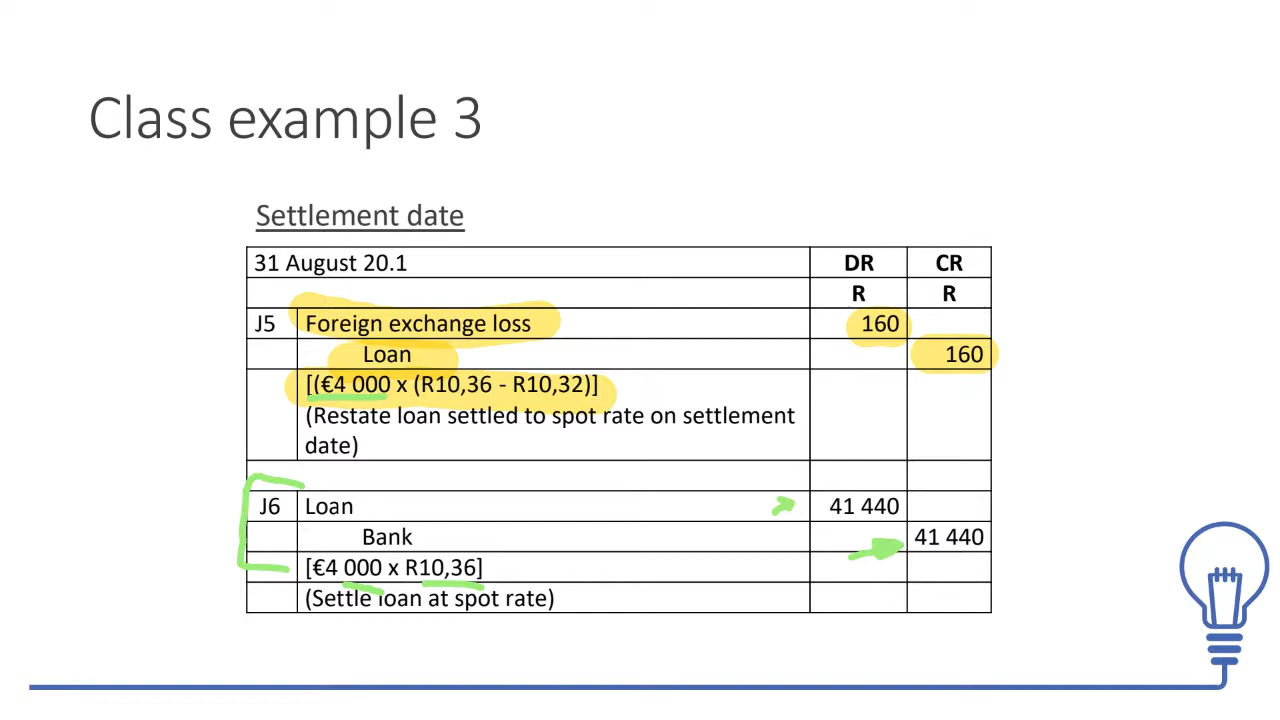 Class example 3
Settlement date
31 August 20.1 DR CR
R R
J5 Foreign exchange loss 160
Loan 160
[(€4 000 x (R10,36 - R10,32)]
(Restate loan settled to spot rate on settlement
date)
J6 Loan 41 440
Bank 41 440
[€4 000 x R10,36]
(Settle loan at spot rate)